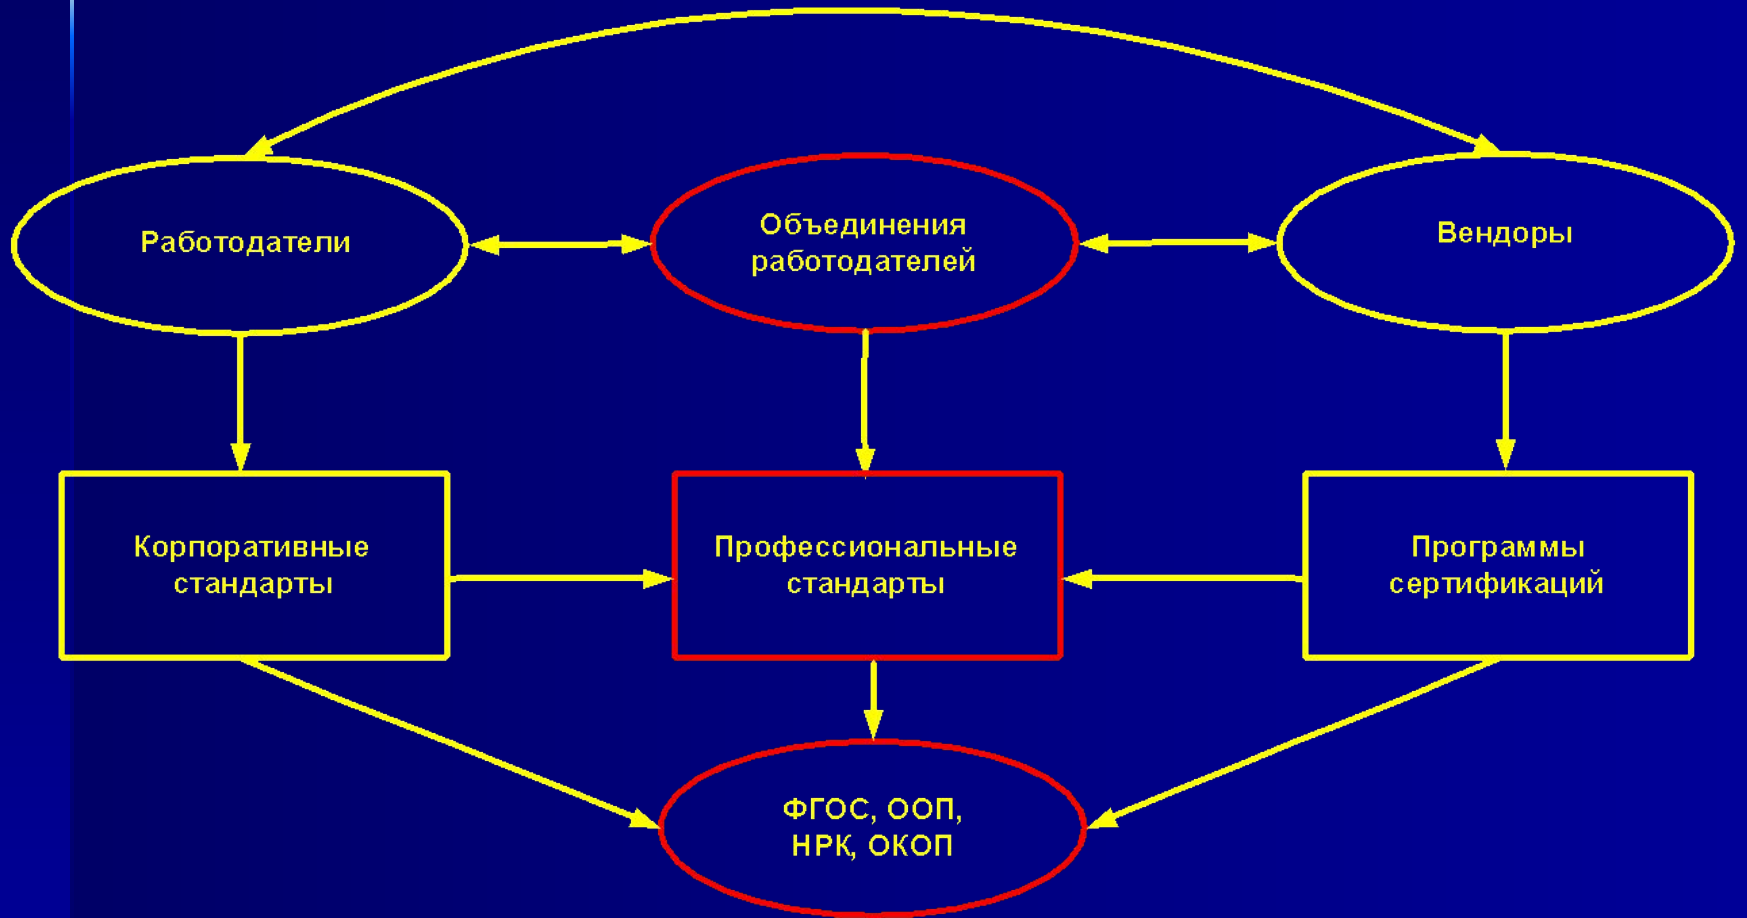 Работодатели
Объединения
работодателей
Вендоры
Корпоративные
стандарты
Профессиональные
стандарты
Программы
сертификаций
ФГОС, ООП,
НРК, ОКОП